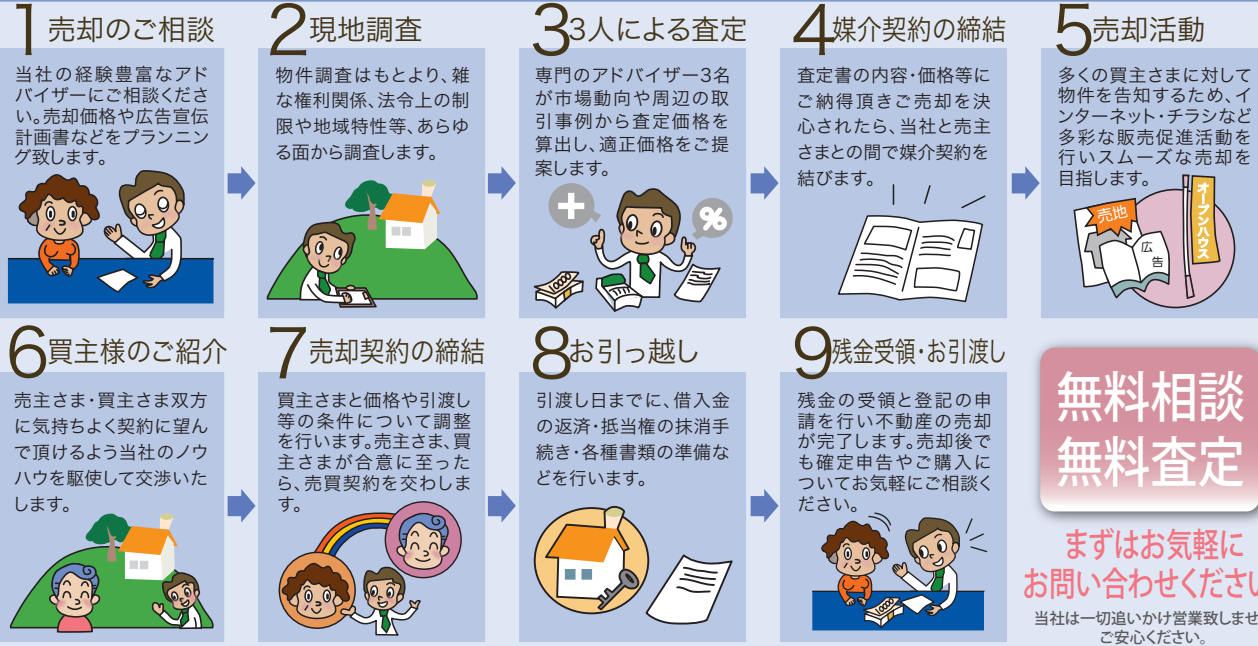 1 売却のご相談
当社の経験豊富なアド
バイザーにご相談くださ
い。売却価格や広告宣伝
計画書などをプランニン
グ致します。
2 現地調査
物件調査はもとより、雑
な権利関係、法令上の制
限や地域特性等、あらゆ
る面から調査します。
3 3人による査定
専門のアドバイザー3名
が市場動向や周辺の取
引事例から査定価格を
算出し、適正価格をご提
案します。
+
%
4 媒介契約の締結
査定書の内容・価格等に
ご納得頂きご売却を決
心されたら、当社と売主
さまとの間で媒介契約を
結びます。
5 売却活動
多くの買主さまに対して
物件を告知するため、イ
ンターネット・チラシなど
多彩な販売促進活動を
行いスムーズな売却を
目指します。
売地
広告
オープンハウス
6 買主様のご紹介
売主さま・買主さま双方
に気持ちよく契約に望ん
で頂けるよう当社のノウ
ハウを駆使して交渉いた
します。
7 売却契約の締結
買主さまと価格や引渡し
等の条件について調整
を行います。売主さま、買
主さまが合意に至った
ら、売買契約を交わしま
す。
8 お引っ越し
引渡し日までに、借入金
の返済・抵当権の抹消手
続き・各種書類の準備な
どを行います。
9 残金受領・お引渡し
残金の受領と登記の申
請を行い不動産の売却
が完了します。売却後で
も確定申告やご購入に
ついてお気軽にご相談く
ださい。
無料相談
無料査定
まずはお気軽に
お問い合わせくださ
当社は一切追いかけ営業致しませ
ご安心ください。